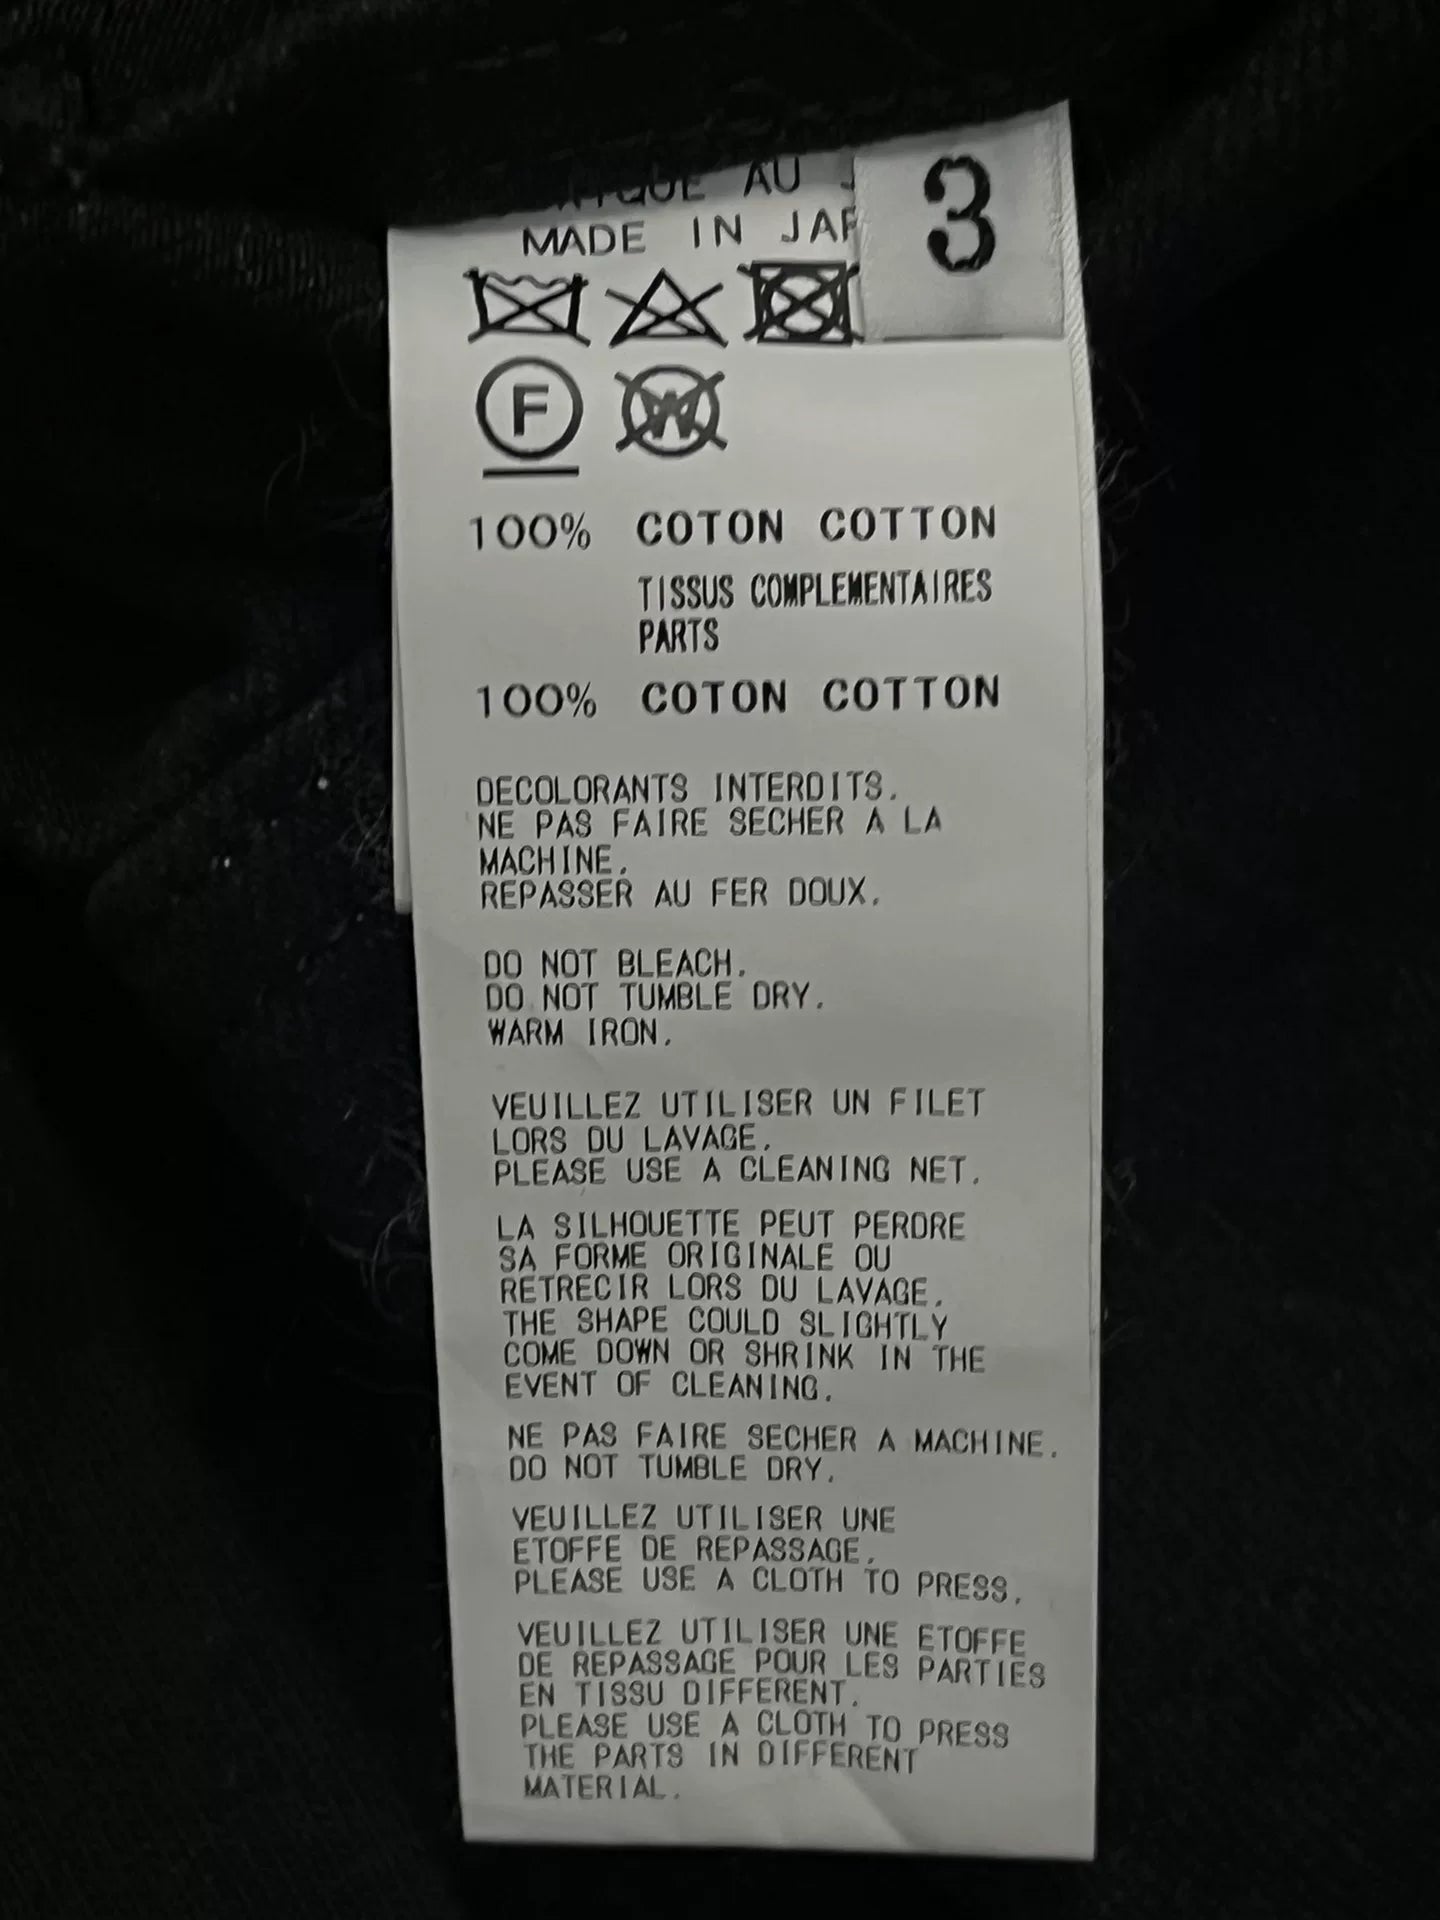 AU
3
MADE IN
F
W
100% COTON COTTON
TISSUS COMPLEMENTAIRES
PARTS
100% COTON COTTON
DECOLORANTS INTERDITS.
NE PAS FAIRE SECHER A LA
MACHINE.
REPASSER AU FER DOUX.
DO NOT BLEACH.
DO NOT TUMBLE DRY.
WARM IRON.
VEUILLEZ UTILISER UN FILET
LORS DU LAVAGE.
PLEASE USE A CLEANING NET.
LA SILHOUETTE PEUT PERDRE
SA FORME ORIGINALE OU
RETRECIR LORS DU LAVAGE.
THE SHAPE COULD SLIGHTLY
COME DOWN OR SHRINK IN THE
EVENT OF CLEANING.
NE PAS FAIRE SECHER A MACHINE.
DO NOT TUMBLE DRY.
VEUILLEZ UTILISER UNE
ETOFFE DE REPASSAGE.
PLEASE USE A CLOTH TO PRESS.
VEUILLEZ UTILISER UNE ETOFFE
DE REPASSAGE POUR LES PARTIES
EN TISSU DIFFERENT.
PLEASE USE A CLOTH TO PRESS
THE PARTS IN DIFFERENT
MATERIAL.